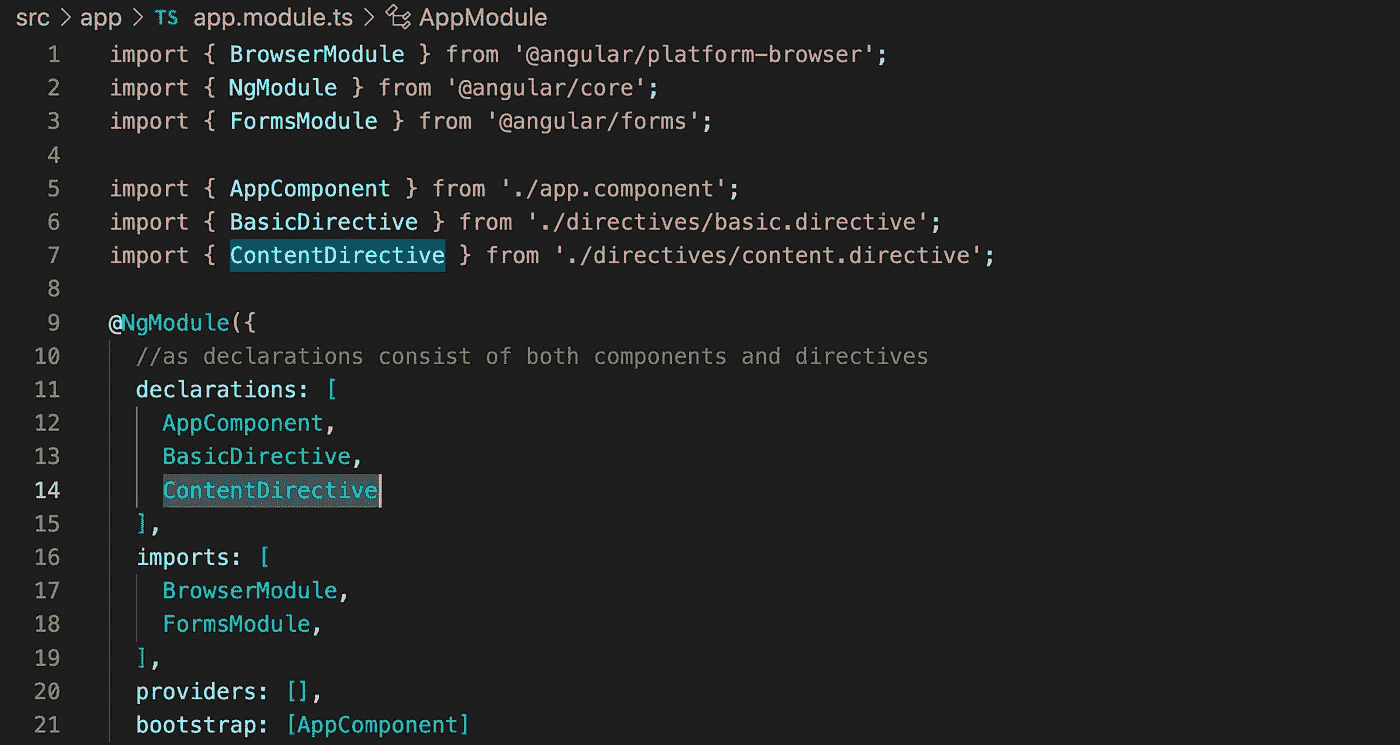 src > app > TS app.module.ts > AppModule
1 import { BrowserModule } from '@angular/platform-browser';
2 import { NgModule } from '@angular/core';
3 import { FormsModule } from '@angular/forms';
4
5 import { AppComponent } from './app.component';
6 import { BasicDirective } from './directives/basic.directive';
7 import { ContentDirective } from './directives/content.directive';
8
9 @NgModule({
10   //as declarations consist of both components and directives
11   declarations: [
12     AppComponent,
13     BasicDirective,
14     ContentDirective
15   ],
16   imports: [
17     BrowserModule,
18     FormsModule,
19   ],
20   providers: [],
21   bootstrap: [AppComponent]